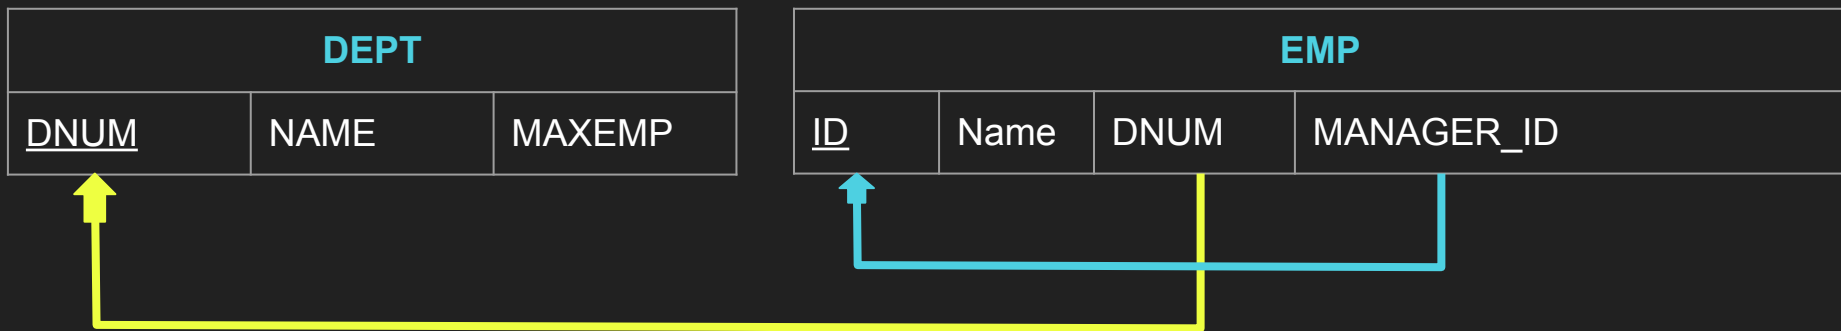 DEPT
DNUM NAME MAXEMP
EMP
ID Name DNUM MANAGER_ID